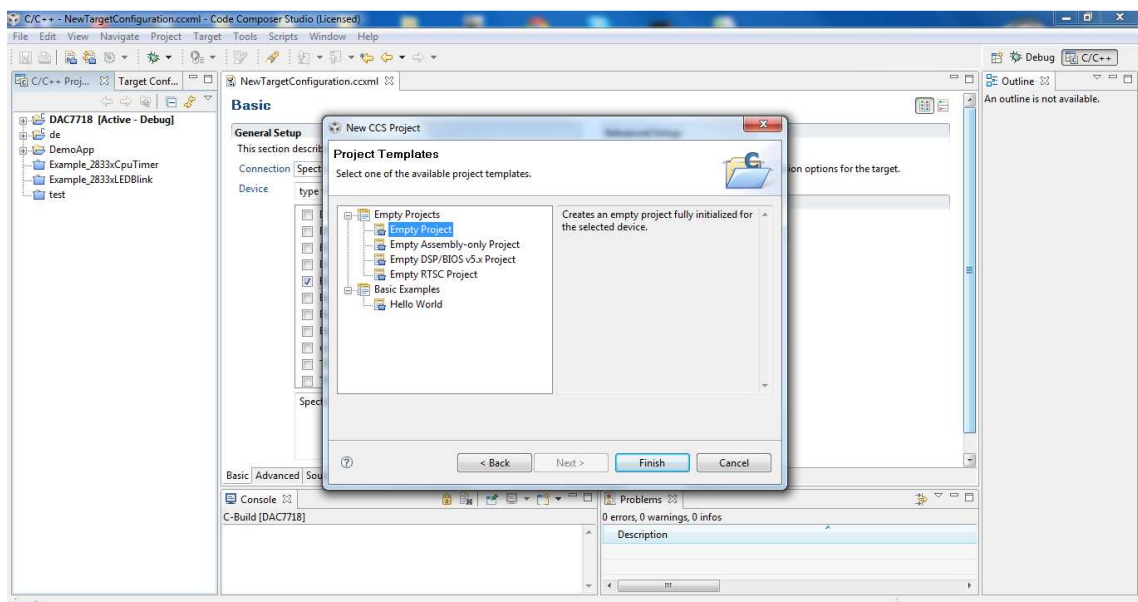 C/C++ - NewTargetConfiguration.ccxml - Code Composer Studio (Licensed)
File Edit View Navigate Project Target Tools Scripts Window Help
Debug C/C++
C/C++ Proj... Target Conf...
DAC7718 [Active - Debug]
de
DemoApp
Example_2833xCpuTimer
Example_2833xLEDBlink
test
NewTargetConfiguration.ccxml
Basic
General Setup
This section describ
Connection Spect
ion options for the target.
Device type
Spect
Basic Advanced Sou
New CCS Project
Project Templates
Select one of the available project templates.
Empty Projects
Empty Project
Empty Assembly-only Project
Empty DSP/BIOS v5.x Project
Empty RTSC Project
Basic Examples
Hello World
Creates an empty project fully initialized for
the selected device.
< Back Next > Finish Cancel
Outline
An outline is not available.
Console
C-Build [DAC7718]
Problems
0 errors, 0 warnings, 0 infos
Description